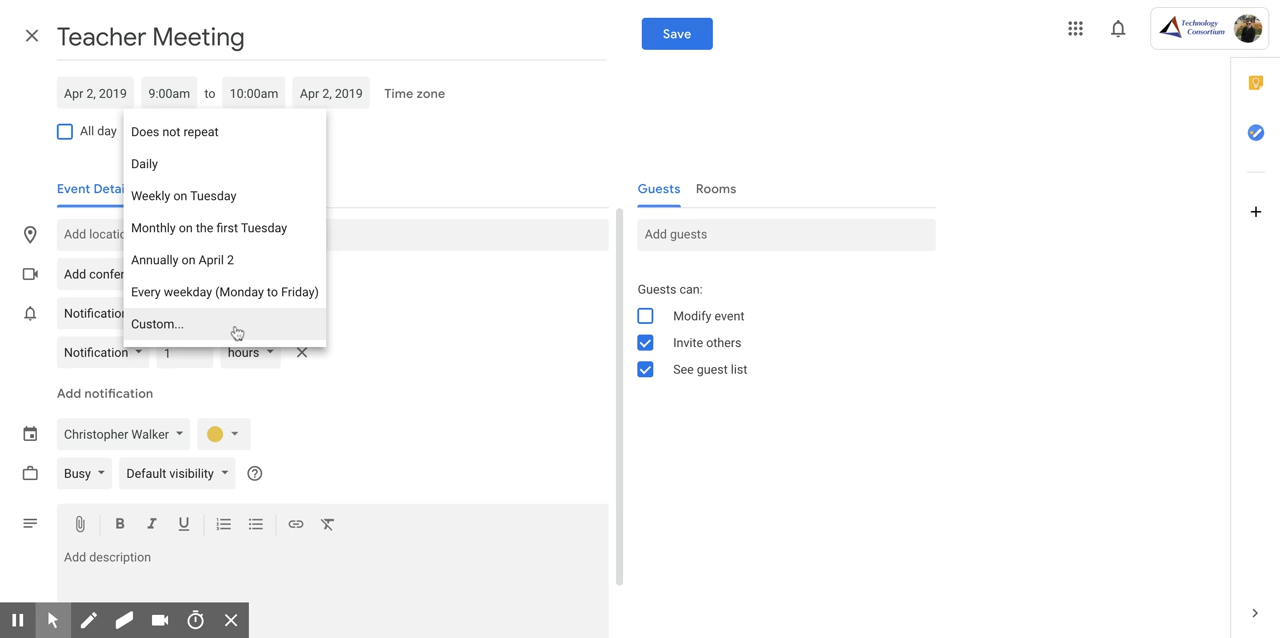 Teacher Meeting
Save
Technology
Consortium
Apr 2, 2019 9:00am to 10:00am Apr 2, 2019 Time zone
All day
Does not repeat
Daily
Weekly on Tuesday
Monthly on the first Tuesday
Annually on April 2
Every weekday (Monday to Friday)
Custom...
Event Detai
Add locatio
Add confer
Notification
Notification 1 hours
Add notification
Christopher Walker
Busy Default visibility
B I U
Add description
Guests Rooms
Add guests
Guests can:
Modify event
Invite others
See guest list